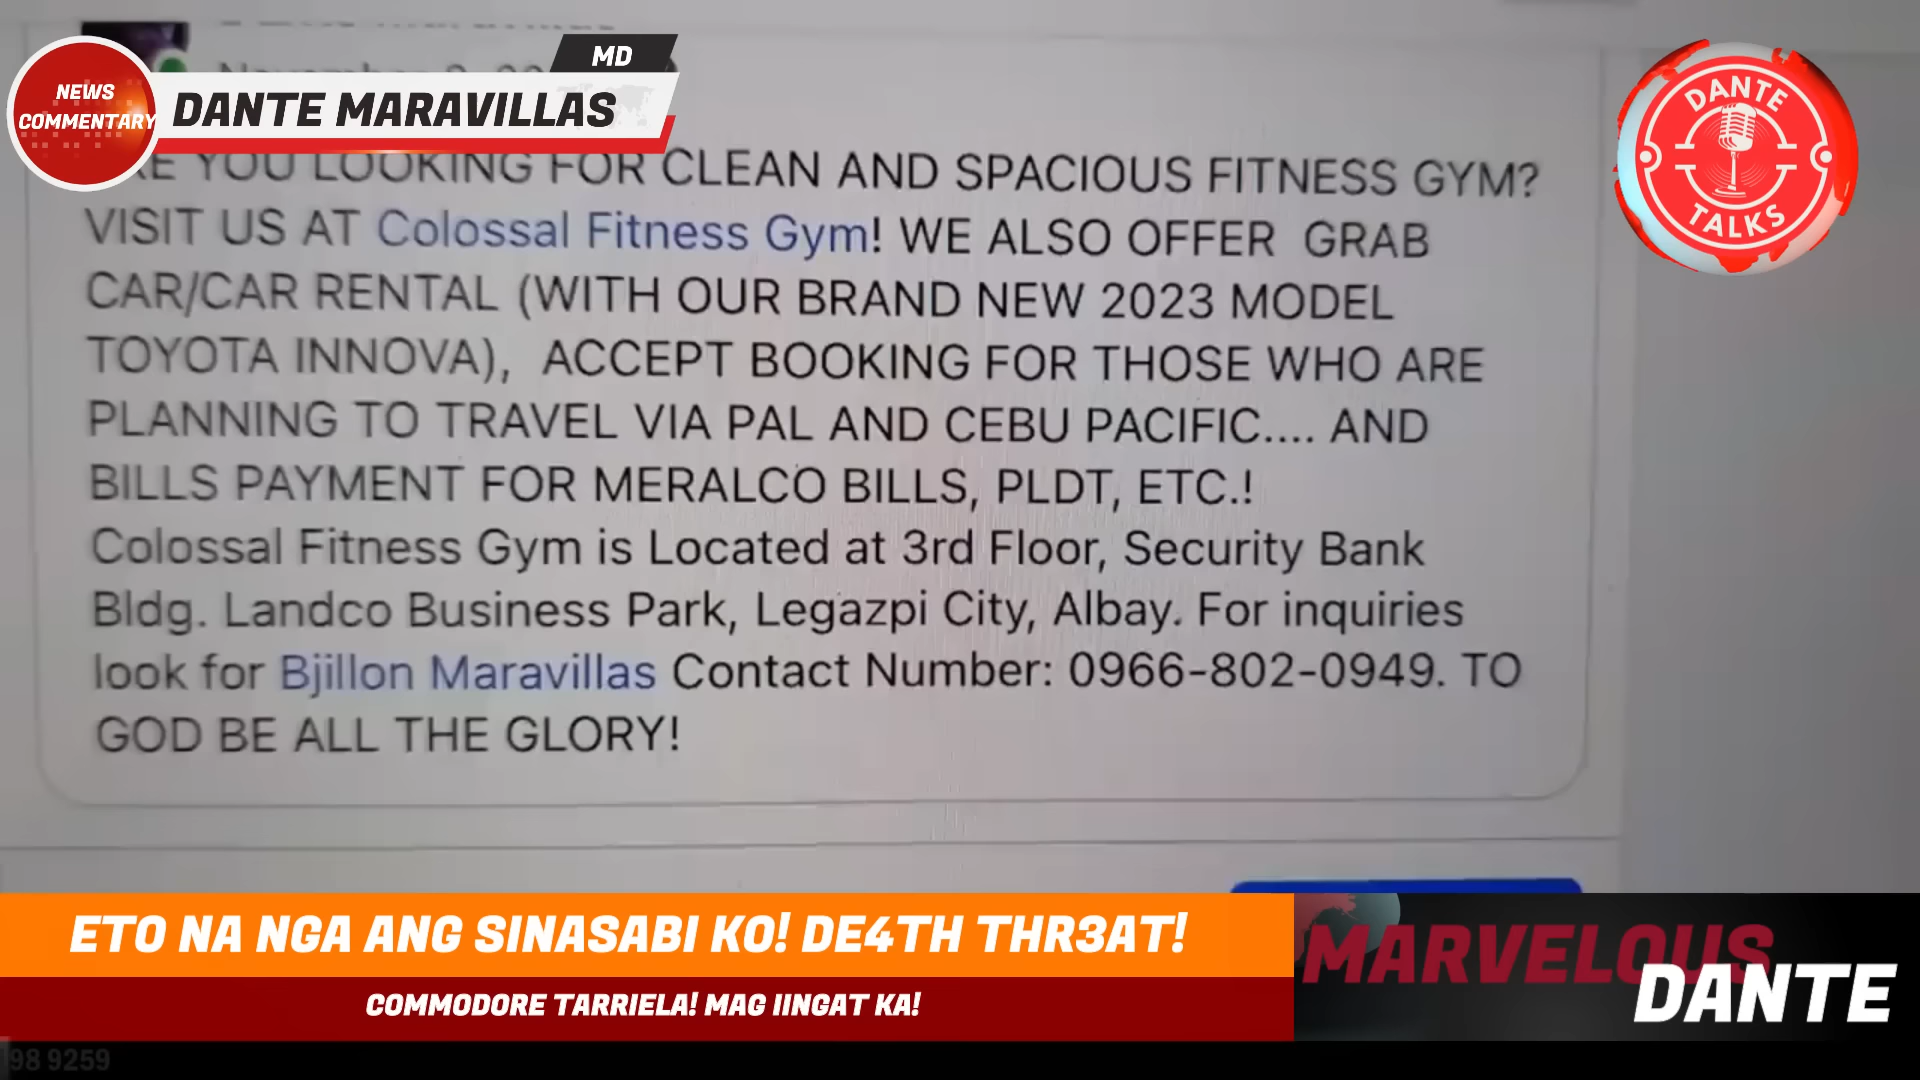 MD
NEWS
COMMENTARY
DANTE MARAVILLAS
DANTE
TALKS
YOU LOOKING FOR CLEAN AND SPACIOUS FITNESS GYM?
VISIT US AT Colossal Fitness Gym! WE ALSO OFFER GRAB
CAR/CAR RENTAL (WITH OUR BRAND NEW 2023 MODEL
TOYOTA INNOVA), ACCEPT BOOKING FOR THOSE WHO ARE
PLANNING TO TRAVEL VIA PAL AND CEBU PACIFIC.... AND
BILLS PAYMENT FOR MERALCO BILLS, PLDT, ETC.!
Colossal Fitness Gym is Located at 3rd Floor, Security Bank
Bldg. Landco Business Park, Legazpi City, Albay. For inquiries
look for Bjillon Maravillas Contact Number: 0966-802-0949. TO
GOD BE ALL THE GLORY!
ETO NA NGA ANG SINASABI KO! DE4TH THR3AT!
COMMODORE TARRIELA! MAG IINGAT KA!
MARVELOUS
DANTE
98 9259